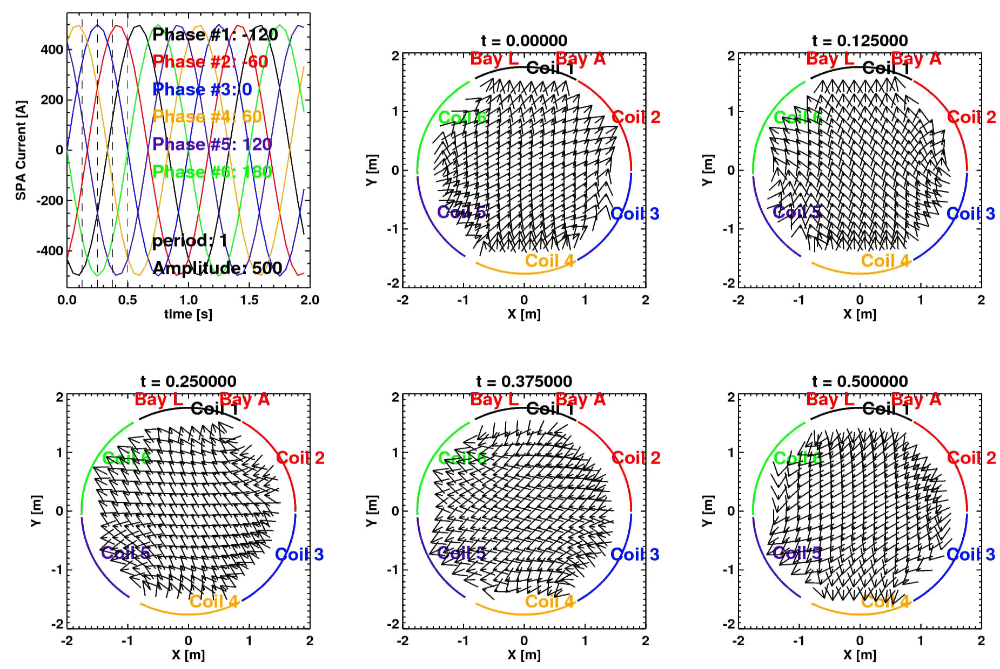 SPA Current [A]
400
200
0
-200
-400
Phase #1: -120
Phase #2: -60
Phase #3: 0
Phase #4: 60
Phase #5: 120
Phase #6: 180
period: 1
Amplitude: 500
0.0 0.5 1.0 1.5 2.0
time [s]
t = 0.00000
Bay L Bay A
Coil 1
Coil 6
Coil 2
Coil 5
Coil 3
Coil 4
Y [m]
2
1
0
-1
-2
-2 -1 0 1 2
X [m]
t = 0.125000
Bay L Bay A
Coil 1
Coil 6
Coil 2
Coil 5
Coil 3
Coil 4
Y [m]
2
1
0
-1
-2
-2 -1 0 1 2
X [m]
t = 0.250000
Bay L Bay A
Coil 1
Coil 6
Coil 2
Coil 5
Coil 3
Coil 4
Y [m]
2
1
0
-1
-2
-2 -1 0 1 2
X [m]
t = 0.375000
Bay L Bay A
Coil 1
Coil 6
Coil 2
Coil 5
Coil 3
Coil 4
Y [m]
2
1
0
-1
-2
-2 -1 0 1 2
X [m]
t = 0.500000
Bay L Bay A
Coil 1
Coil 6
Coil 2
Coil 5
Coil 3
Coil 4
Y [m]
2
1
0
-1
-2
-2 -1 0 1 2
X [m]